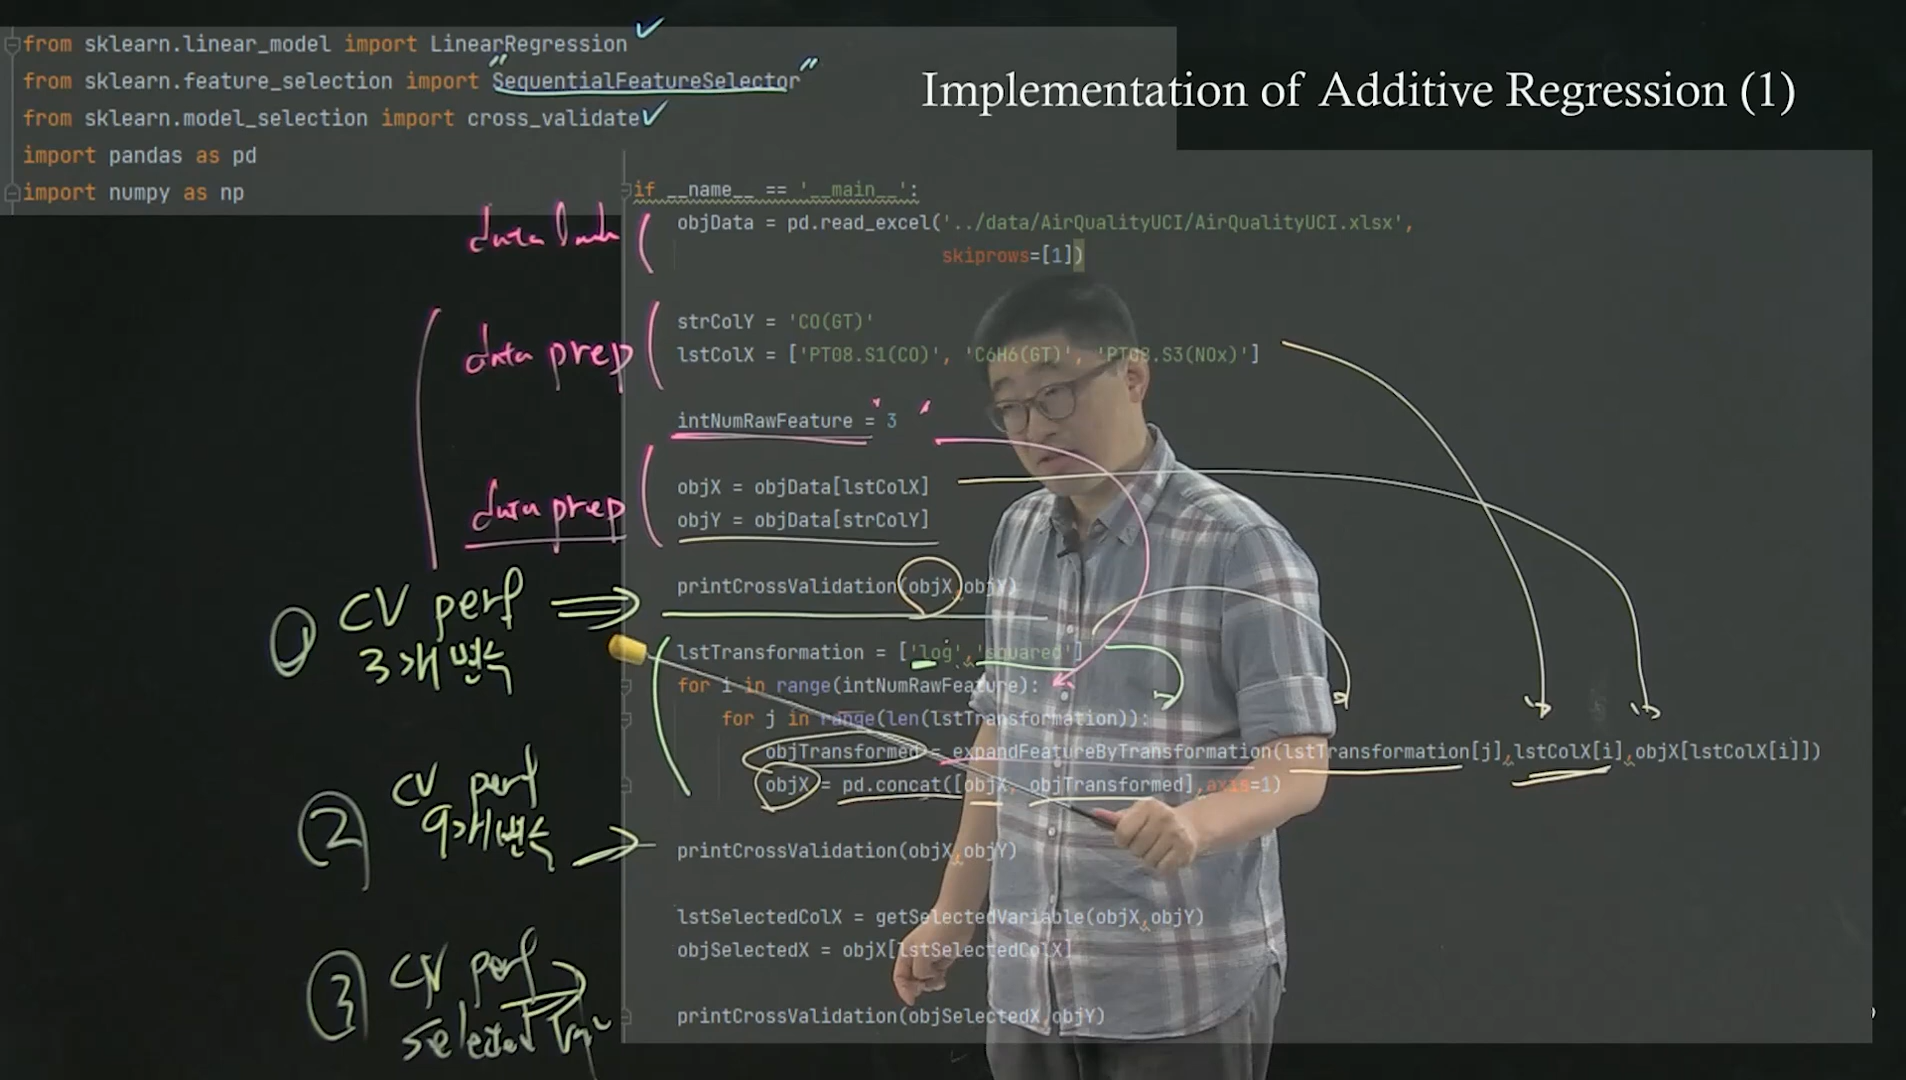 from sklearn.linear_model import LinearRegression
from sklearn.feature_selection import "SequentialFeatureSelector"
from sklearn.model_selection import cross_validate
import pandas as pd
import numpy as np
Implementation of Additive Regression (1)
if __name__ == '__main__':
objData = pd.read_excel('../data/AirQualityUCI/AirQualityUCI.xlsx',
skiprows=[1])
data
strColY = 'CO(GT)'
lstColX = ['PT08.S1(CO)', 'C6H6(GT)', 'PT08.S3(NOx)']
data prep
intNumRawFeature = 3
objX = objData[lstColX]
objY = objData[strColY]
data prep
printCrossValidation(objX,objY)
① CV perf
3개 변수
lstTransformation = ['log','squared']
for i in range(intNumRawFeature):
for j in range(len(lstTransformation)):
objTransformed = expandFeatureByTransformation(lstTransformation[j],lstColX[i],objX[lstColX[i]])
objX = pd.concat([objX, objTransformed],axis=1)
② CV perf
9개 변수
printCrossValidation(objX,objY)
lstSelectedColX = getSelectedVariable(objX,objY)
objSelectedX = objX[lstSelectedColX]
③ CV perf
selected
printCrossValidation(objSelectedX,objY)